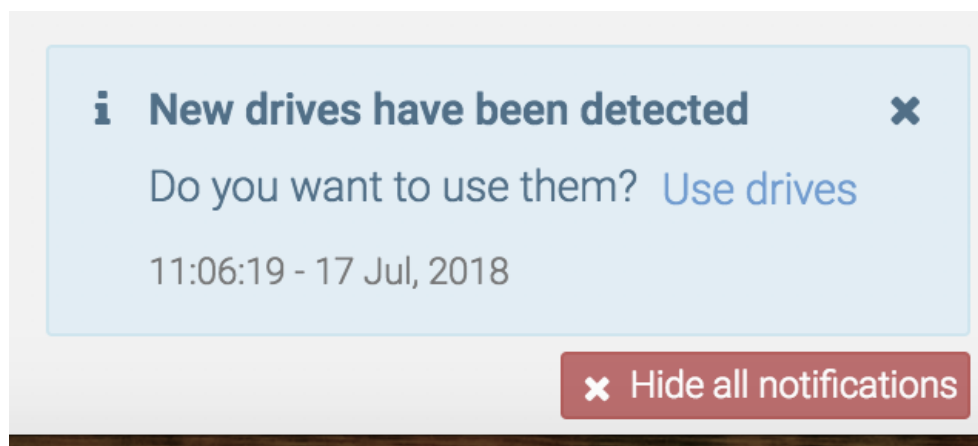 New drives have been detected
Do you want to use them? Use drives
11:06:19 - 17 Jul, 2018
Hide all notifications